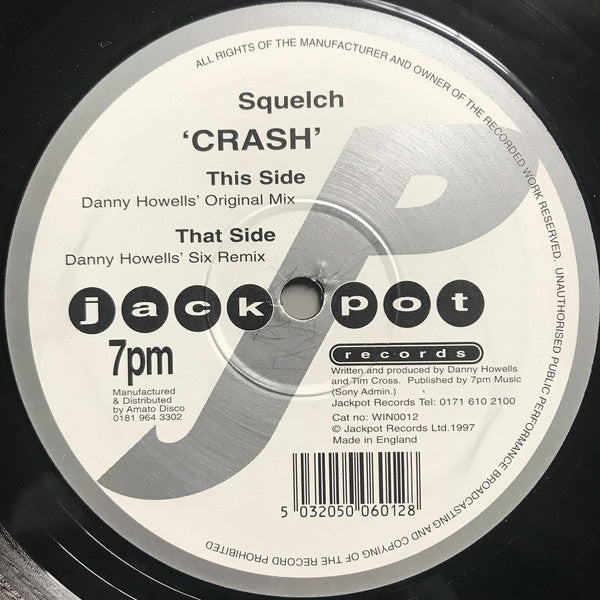 ALL RIGHTS OF THE MANUFACTURER AND OWNER OF THE RECORDED WORK RESERVED. UNAUTHORISED PUBLIC PERFORMANCE BROADCASTING AND COPYING OF THE RECORD PROHIBITED
Squelch
‘CRASH’
This Side
Danny Howells' Original Mix
That Side
Danny Howells' Six Remix
jackpot
records
7pm
Manufactured
& Distributed
by Amato Disco
0181 964 3302
Written and produced by Danny Howells
and Tim Cross. Published by 7pm Music
(Sony Admin.)
Jackpot Records Tel: 0171 610 2100
Cat no: WIN0012
© Jackpot Records Ltd.1997
Made in England
5 032050 060128
JP